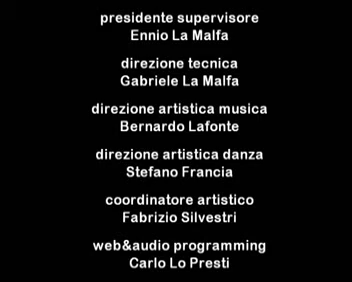 presidente supervisore
Ennio La Malfa
direzione tecnica
Gabriele La Malfa
direzione artistica musica
Bernardo Lafonte
direzione artistica danza
Stefano Francia
coordinatore artistico
Fabrizio Silvestri
web&audio programming
Carlo Lo Presti